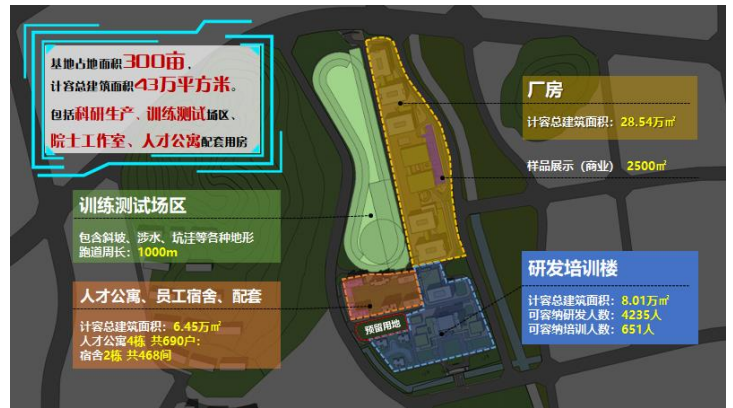 基地占地面积300亩，
计容总建筑面积43万平方米。
包括科研生产、训练测试场区、
院士工作室、人才公寓配套用房
厂房
计容总建筑面积：28.54万㎡
样品展示（商业） 2500㎡
训练测试场区
包含斜坡、涉水、坑洼等各种地形
跑道周长：1000m
人才公寓、员工宿舍、配套
计容总建筑面积：6.45万㎡
人才公寓4栋 共690户；
宿舍2栋 共468间
预留用地
研发培训楼
计容总建筑面积：8.01万㎡
可容纳研发人数：4235人
可容纳培训人数：651人